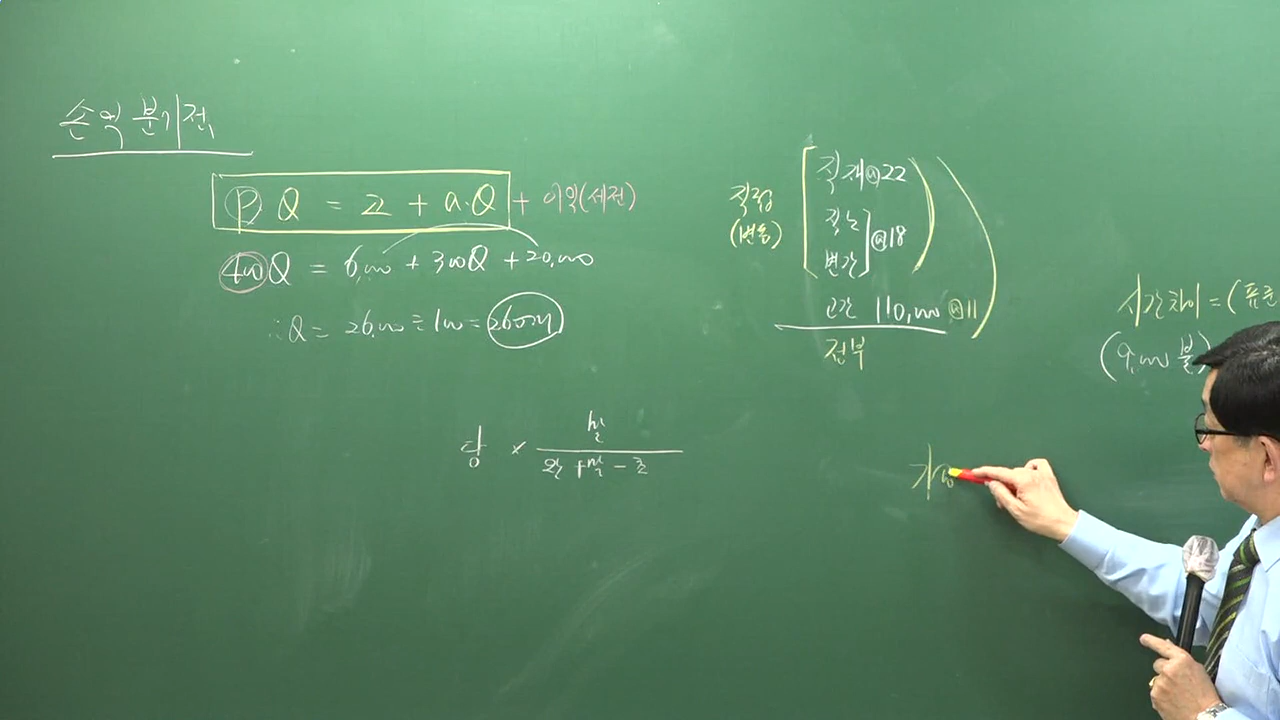 손익분기점
P Q = Z + a·Q + 이익(세전)
400Q = 6,000 + 300Q + 20,000
∴ Q = 26,000 ÷ 100 = 260개
당 ×
직접
(변동)
직재@22
직노
변간
@18
고간 110,000 @11
전부
시간차이 = (표준
(9,000 불)